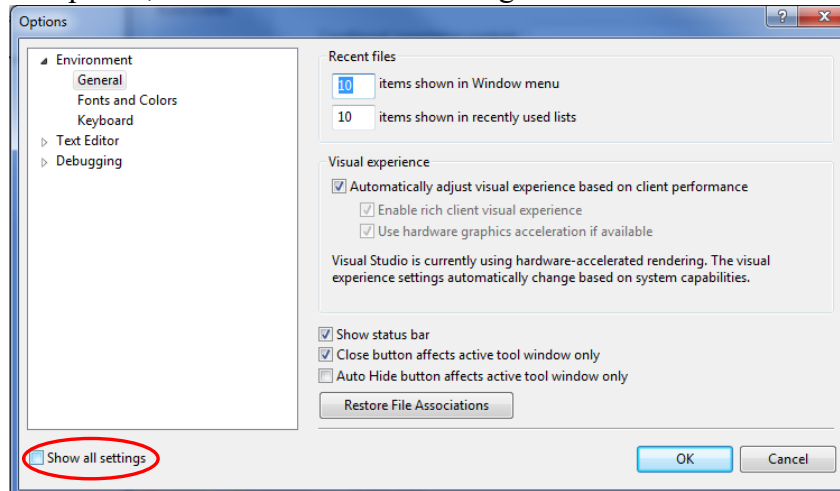 Options
Environment
General
Fonts and Colors
Keyboard
Text Editor
Debugging
Recent files
10 items shown in Window menu
10 items shown in recently used lists
Visual experience
Automatically adjust visual experience based on client performance
Enable rich client visual experience
Use hardware graphics acceleration if available
Visual Studio is currently using hardware-accelerated rendering. The visual
experience settings automatically change based on system capabilities.
Show status bar
Close button affects active tool window only
Auto Hide button affects active tool window only
Restore File Associations
Show all settings
OK Cancel